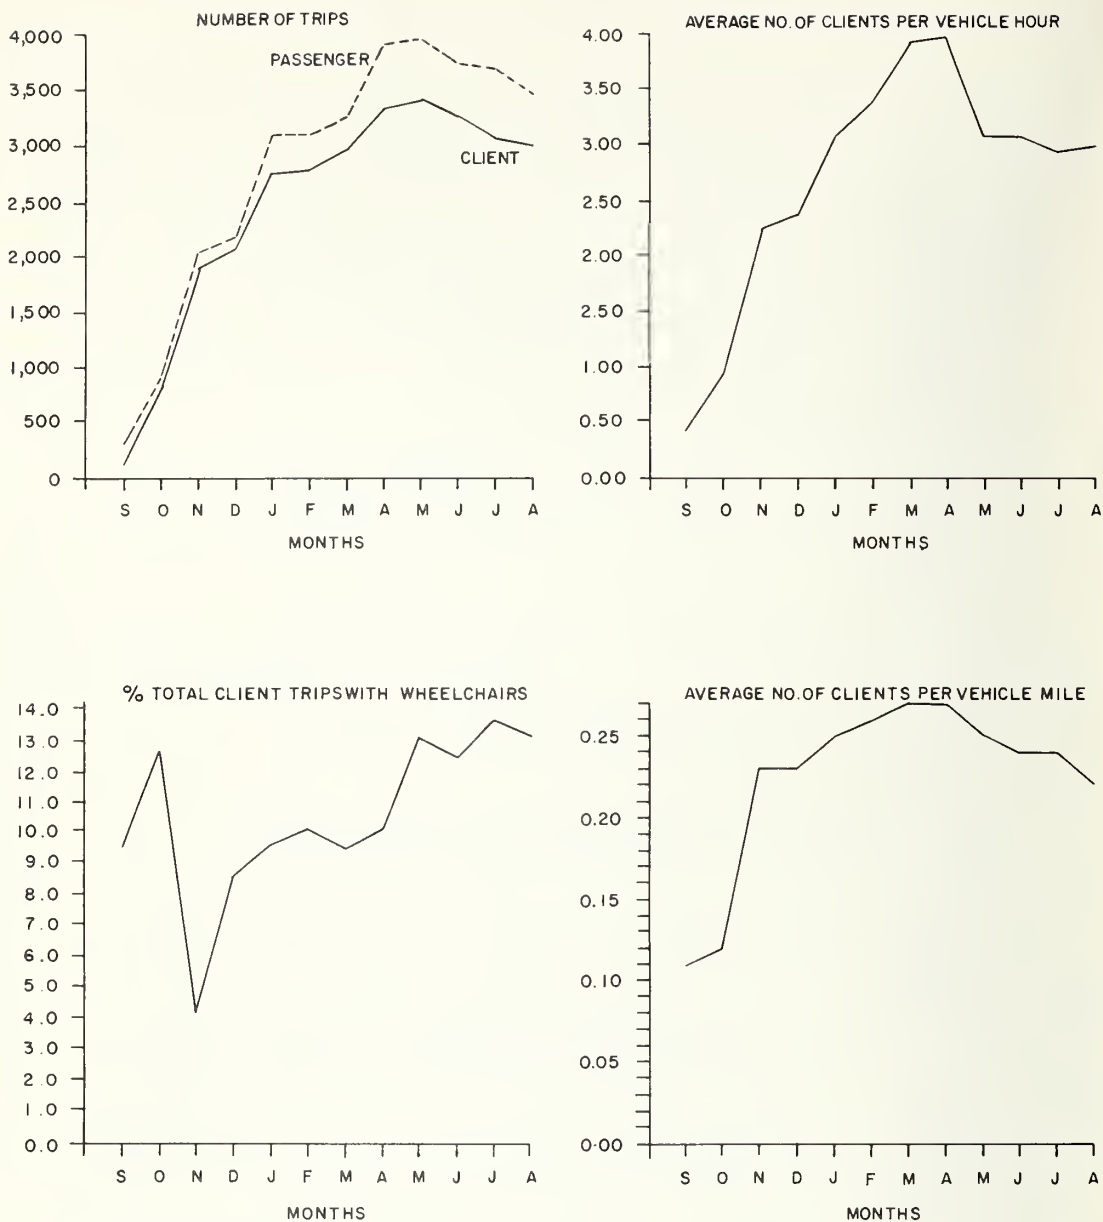 NUMBER OF TRIPS
4,000
3,500
3,000
2,500
2,000
1,500
1,000
500
0
PASSENGER
CLIENT
S O N D J F M A M J J A
MONTHS
AVERAGE NO. OF CLIENTS PER VEHICLE HOUR
4.00
3.50
3.00
2.50
2.00
2.50
1.00
0.50
0.00
S O N D J F M A M J J A
MONTHS
% TOTAL CLIENT TRIPS WITH WHEELCHAIRS
14.0
13.0
12.0
11.0
10.0
9.0
8.0
7.0
6.0
5.0
4.0
3.0
2.0
1.0
0.0
S O N D J F M A M J J A
MONTHS
AVERAGE NO. OF CLIENTS PER VEHICLE MILE
0.25
0.20
0.15
0.10
0.05
0.00
S O N D J F M A M J J A
MONTHS